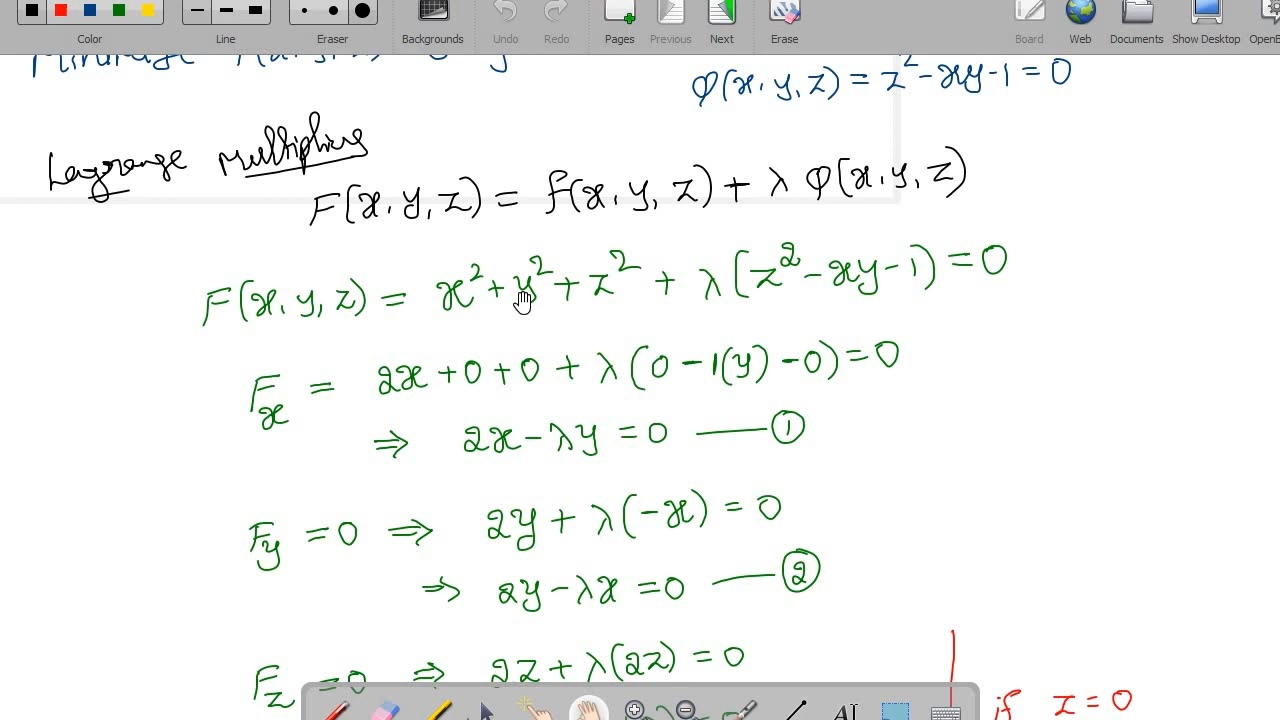 Color Line Eraser Backgrounds Undo Redo Pages Previous Next Erase Board Web Documents Show Desktop
φ(x, y, z) = z² - xy - 1 = 0
Lagrange Multipliers
F(x, y, z) = f(x, y, z) + λ φ(x, y, z)
F(x, y, z) = x² + y² + z² + λ(z² - xy - 1) = 0
Fx = 2x + 0 + 0 + λ(0 - 1(y) - 0) = 0
⇒ 2x - λy = 0 —— ①
Fy = 0 ⇒ 2y + λ(-x) = 0
⇒ 2y - λx = 0 —— ②
Fz = 0 ⇒ 2z + λ(2z) = 0
if z = 0